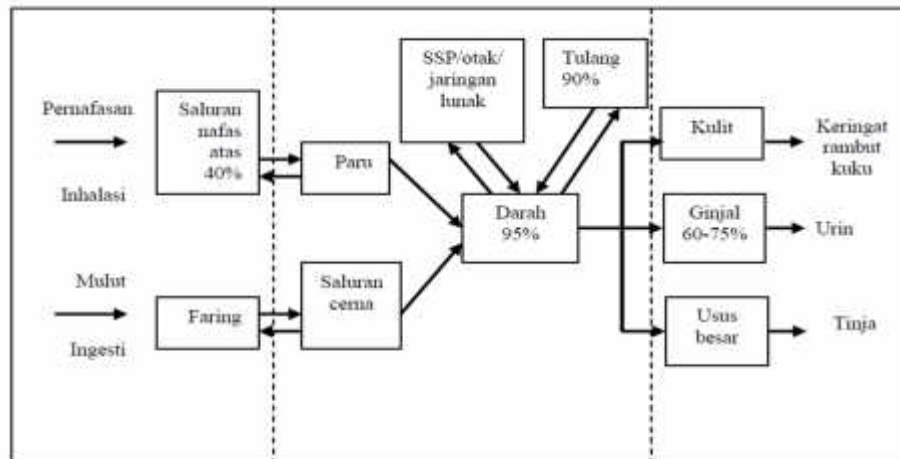 Pernafasan
Inhalasi
Saluran
nafas
atas
40%
Paru
SSP/otak/
jaringan
lunak
Tulang
90%
Darah
95%
Kulit
Keringat
rambut
kuku
Ginjal
60-75%
Urin
Mulut
Ingesti
Faring
Saluran
cerna
Usus
besar
Tinja